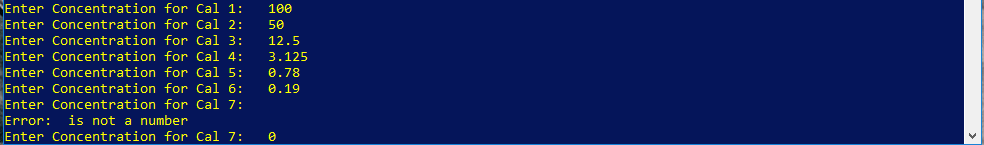 Enter Concentration for Cal 1:   100
Enter Concentration for Cal 2:   50
Enter Concentration for Cal 3:   12.5
Enter Concentration for Cal 4:   3.125
Enter Concentration for Cal 5:   0.78
Enter Concentration for Cal 6:   0.19
Enter Concentration for Cal 7:
Error:  is not a number
Enter Concentration for Cal 7:   0